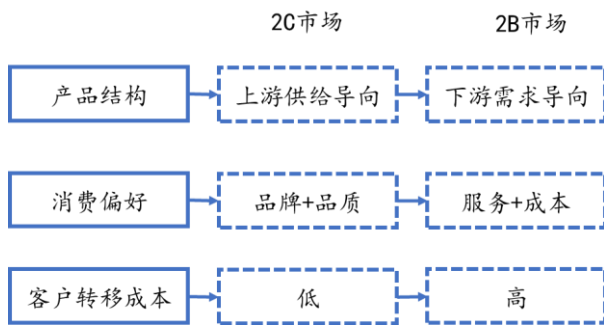 2C市场 2B市场
产品结构 上游供给导向 下游需求导向
消费偏好 品牌+品质 服务+成本
客户转移成本 低 高